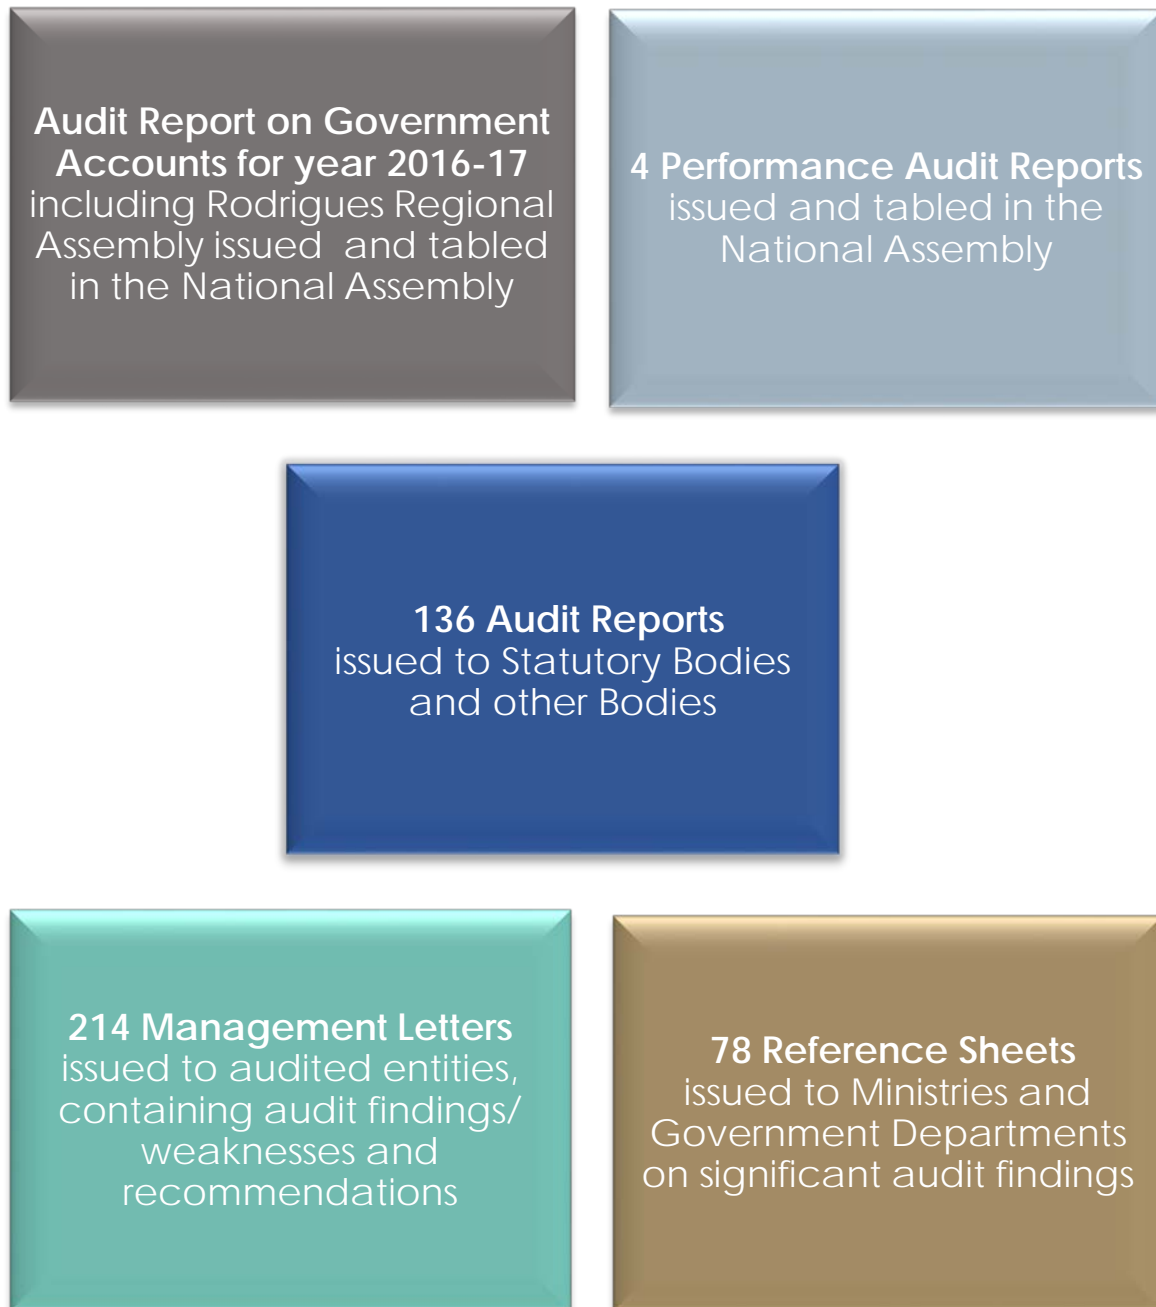 Audit Report on Government
Accounts for year 2016-17
including Rodrigues Regional
Assembly issued and tabled
in the National Assembly
4 Performance Audit Reports
issued and tabled in the
National Assembly
136 Audit Reports
issued to Statutory Bodies
and other Bodies
214 Management Letters
issued to audited entities,
containing audit findings/
weaknesses and
recommendations
78 Reference Sheets
issued to Ministries and
Government Departments
on significant audit findings